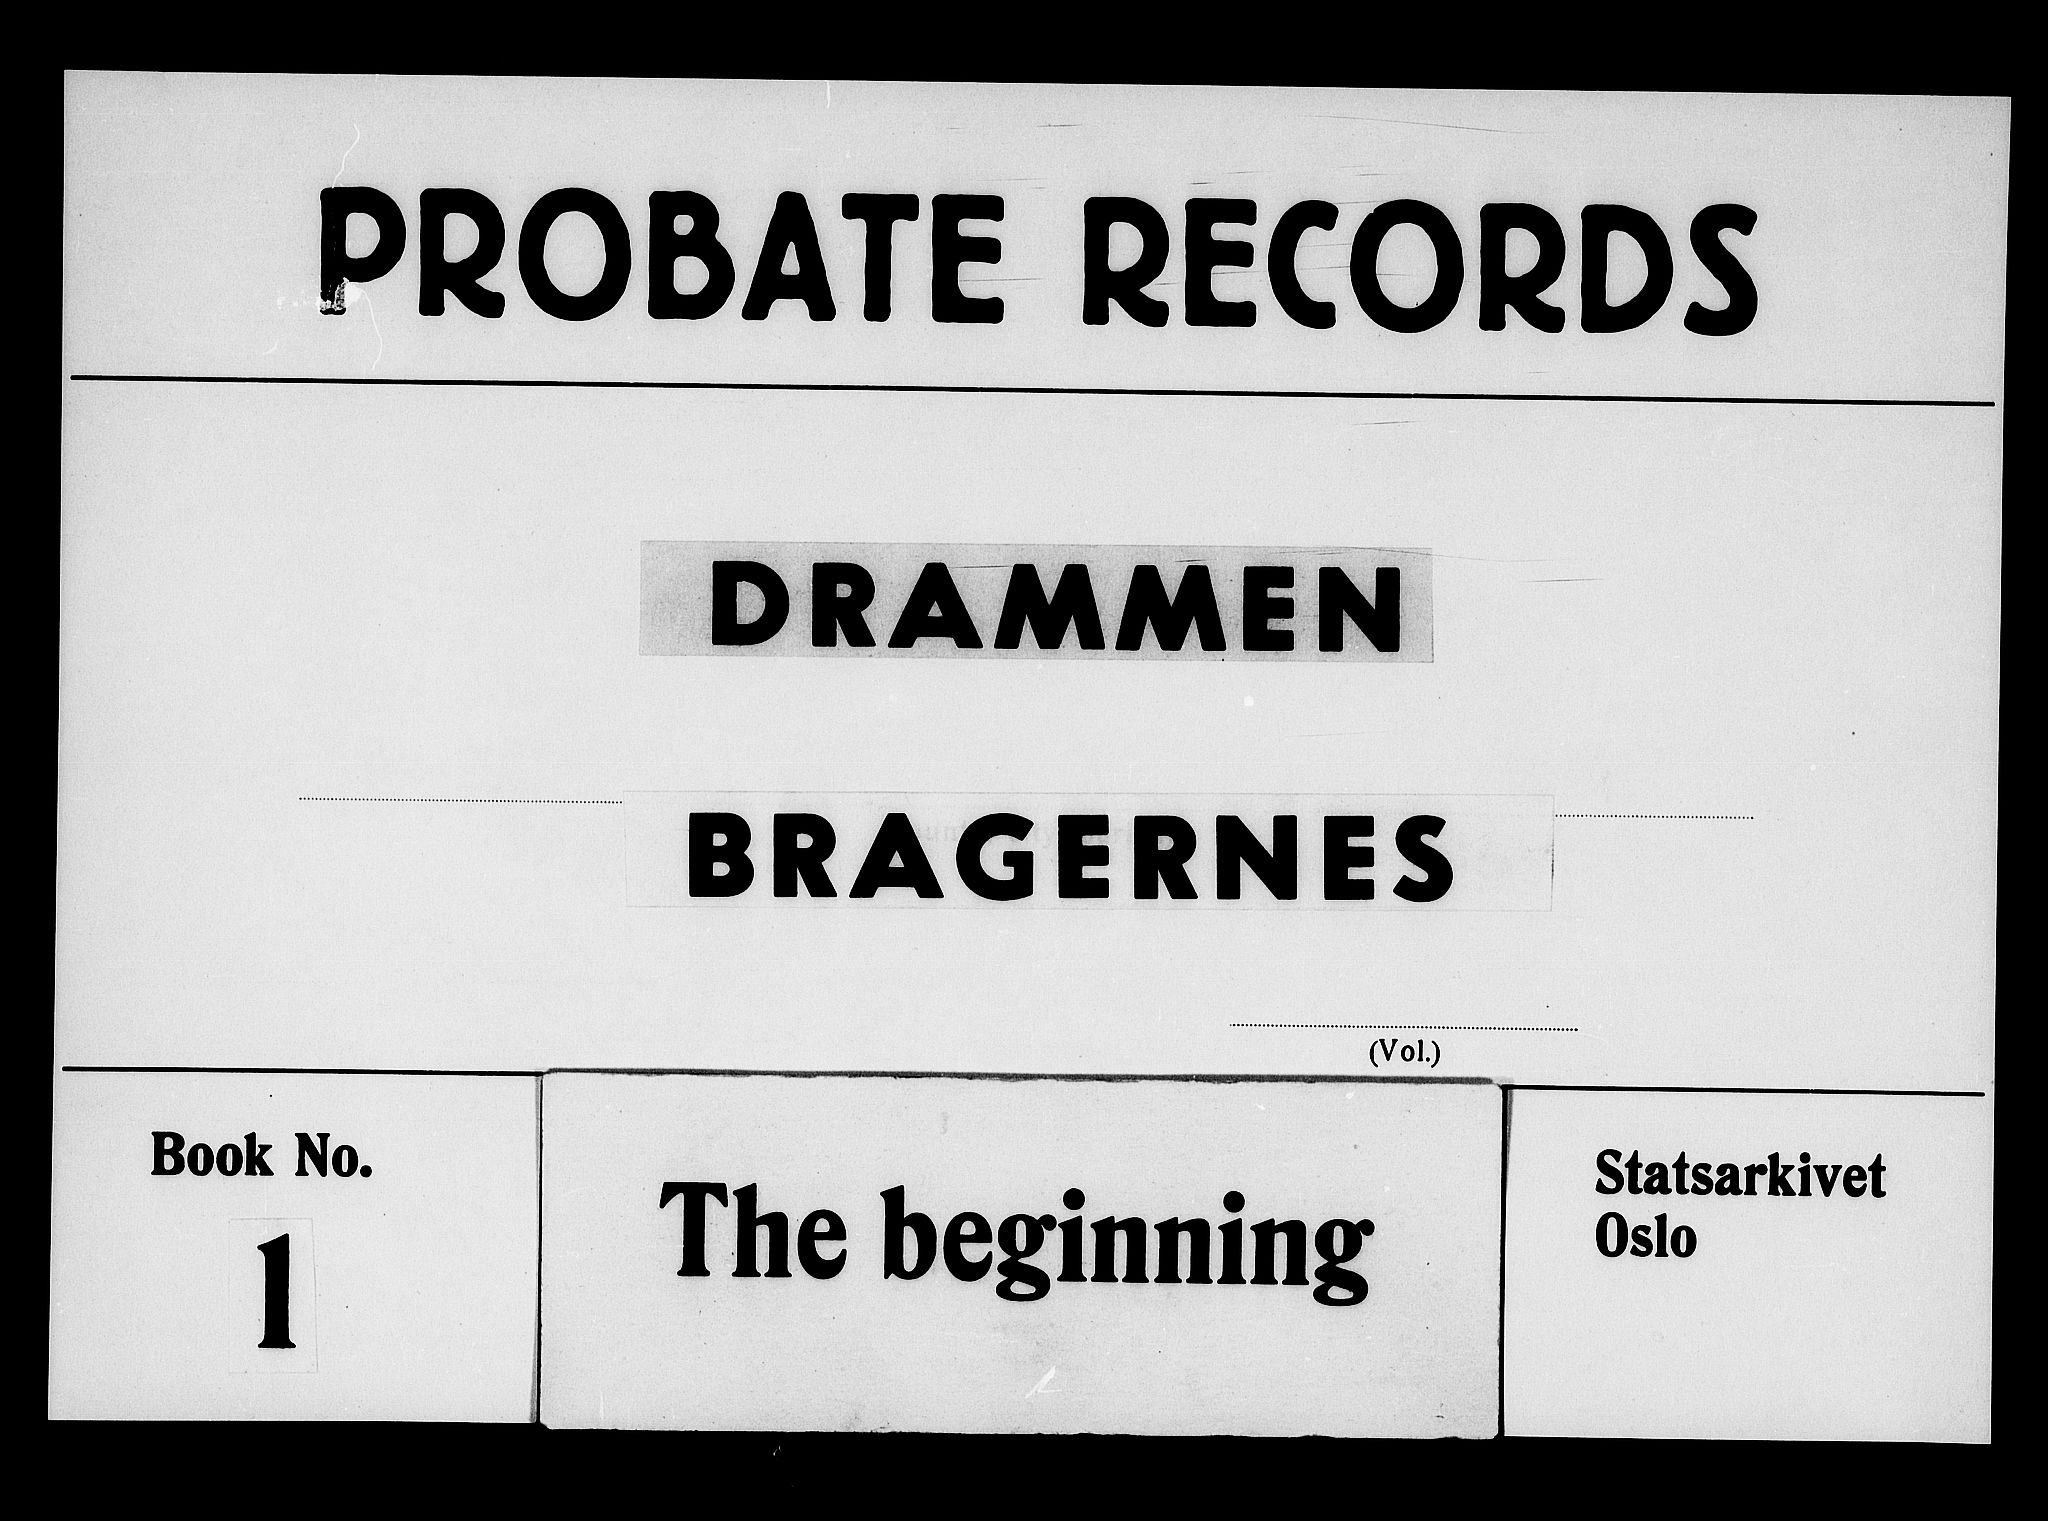 PROBATE RECORDS
DRAMMEN
BRAGERNES
(Vol.)
Book No.
1
The beginning
Statsarkivet
Oslo